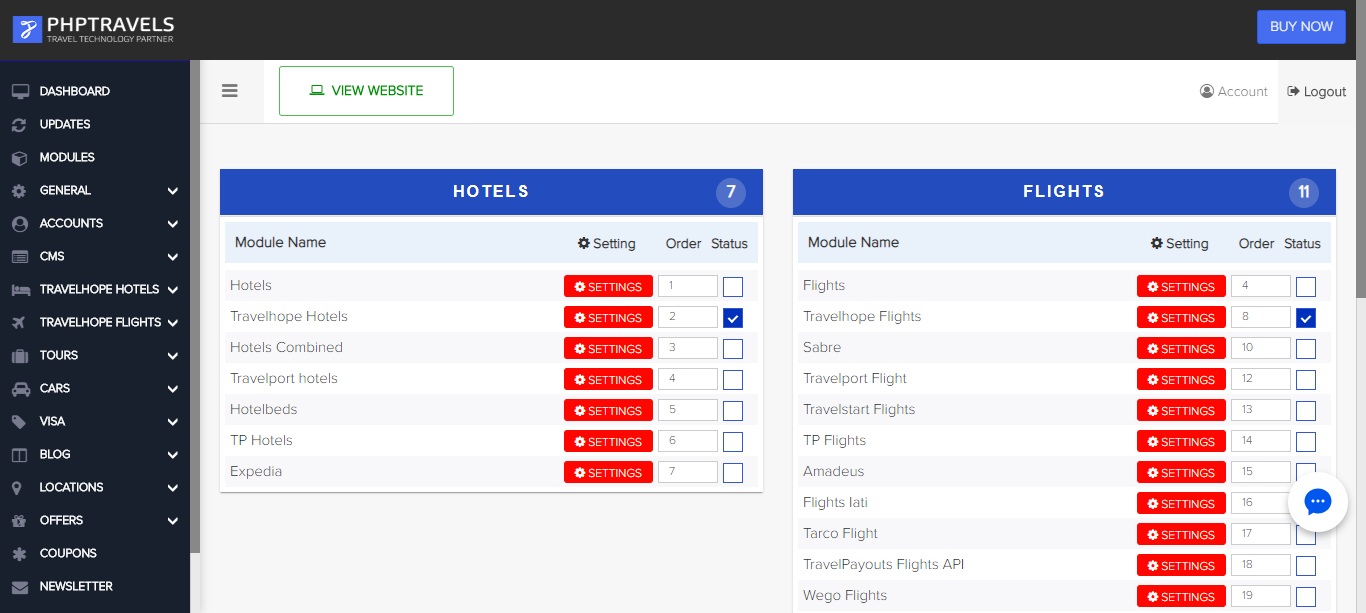 PHPTRAVELS
TRAVEL TECHNOLOGY PARTNER
BUY NOW
VIEW WEBSITE
Account
Logout
DASHBOARD
UPDATES
MODULES
GENERAL
ACCOUNTS
CMS
TRAVELHOPE HOTELS
TRAVELHOPE FLIGHTS
TOURS
CARS
VISA
BLOG
LOCATIONS
OFFERS
COUPONS
NEWSLETTER
HOTELS 7
Module Name Setting Order Status
Hotels SETTINGS 1
Travelhope Hotels SETTINGS 2
Hotels Combined SETTINGS 3
Travelport hotels SETTINGS 4
Hotelbeds SETTINGS 5
TP Hotels SETTINGS 6
Expedia SETTINGS 7
FLIGHTS 11
Module Name Setting Order Status
Flights SETTINGS 4
Travelhope Flights SETTINGS 8
Sabre SETTINGS 10
Travelport Flight SETTINGS 12
Travelstart Flights SETTINGS 13
TP Flights SETTINGS 14
Amadeus SETTINGS 15
Flights Iati SETTINGS 16
Tarco Flight SETTINGS 17
TravelPayouts Flights API SETTINGS 18
Wego Flights SETTINGS 19